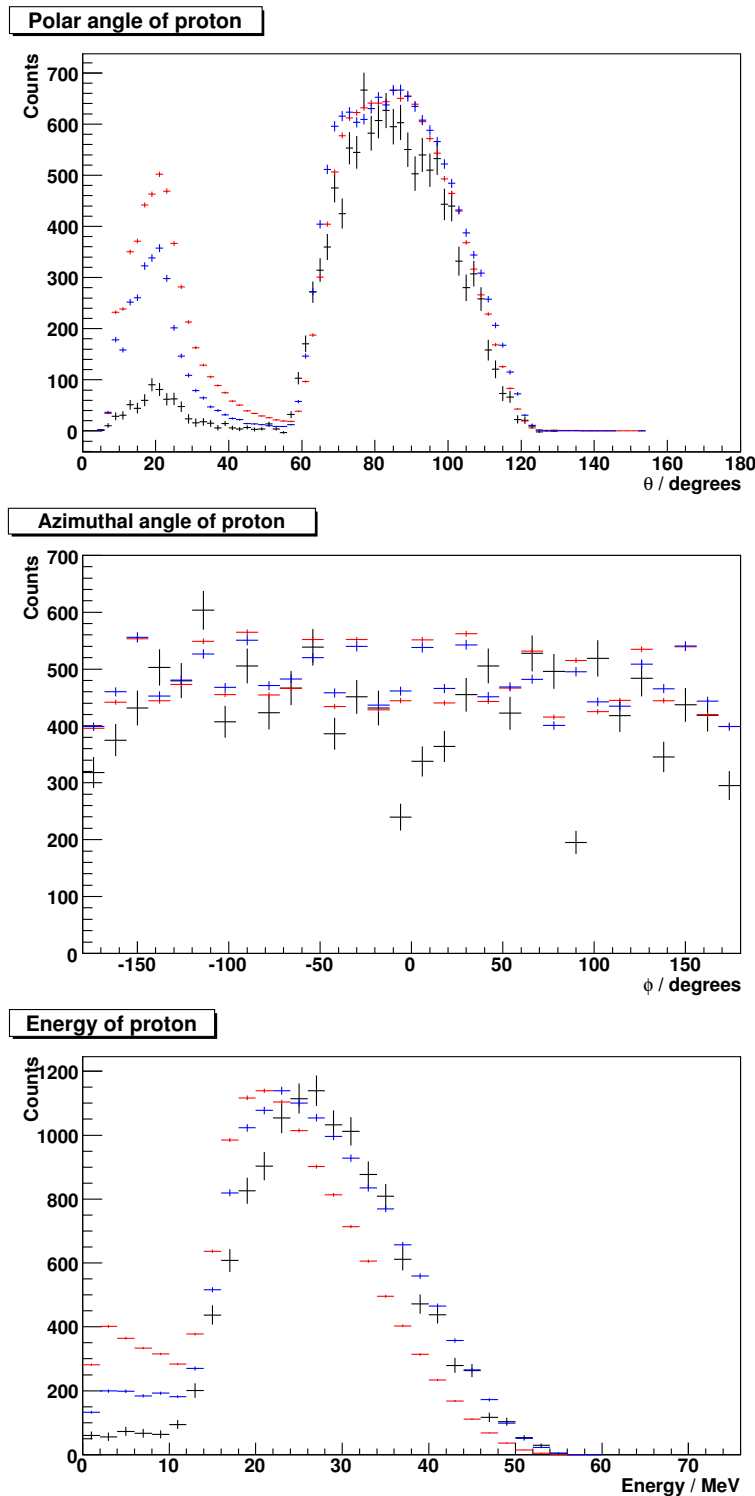 Polar angle of proton
Counts
700
600
500
400
300
200
100
0
0 20 40 60 80 100 120 140 160 180
θ / degrees
Azimuthal angle of proton
Counts
700
600
500
400
300
200
100
0
-150 -100 -50 0 50 100 150
ϕ / degrees
Energy of proton
Counts
1200
1000
800
600
400
200
0
0 10 20 30 40 50 60 70
Energy / MeV